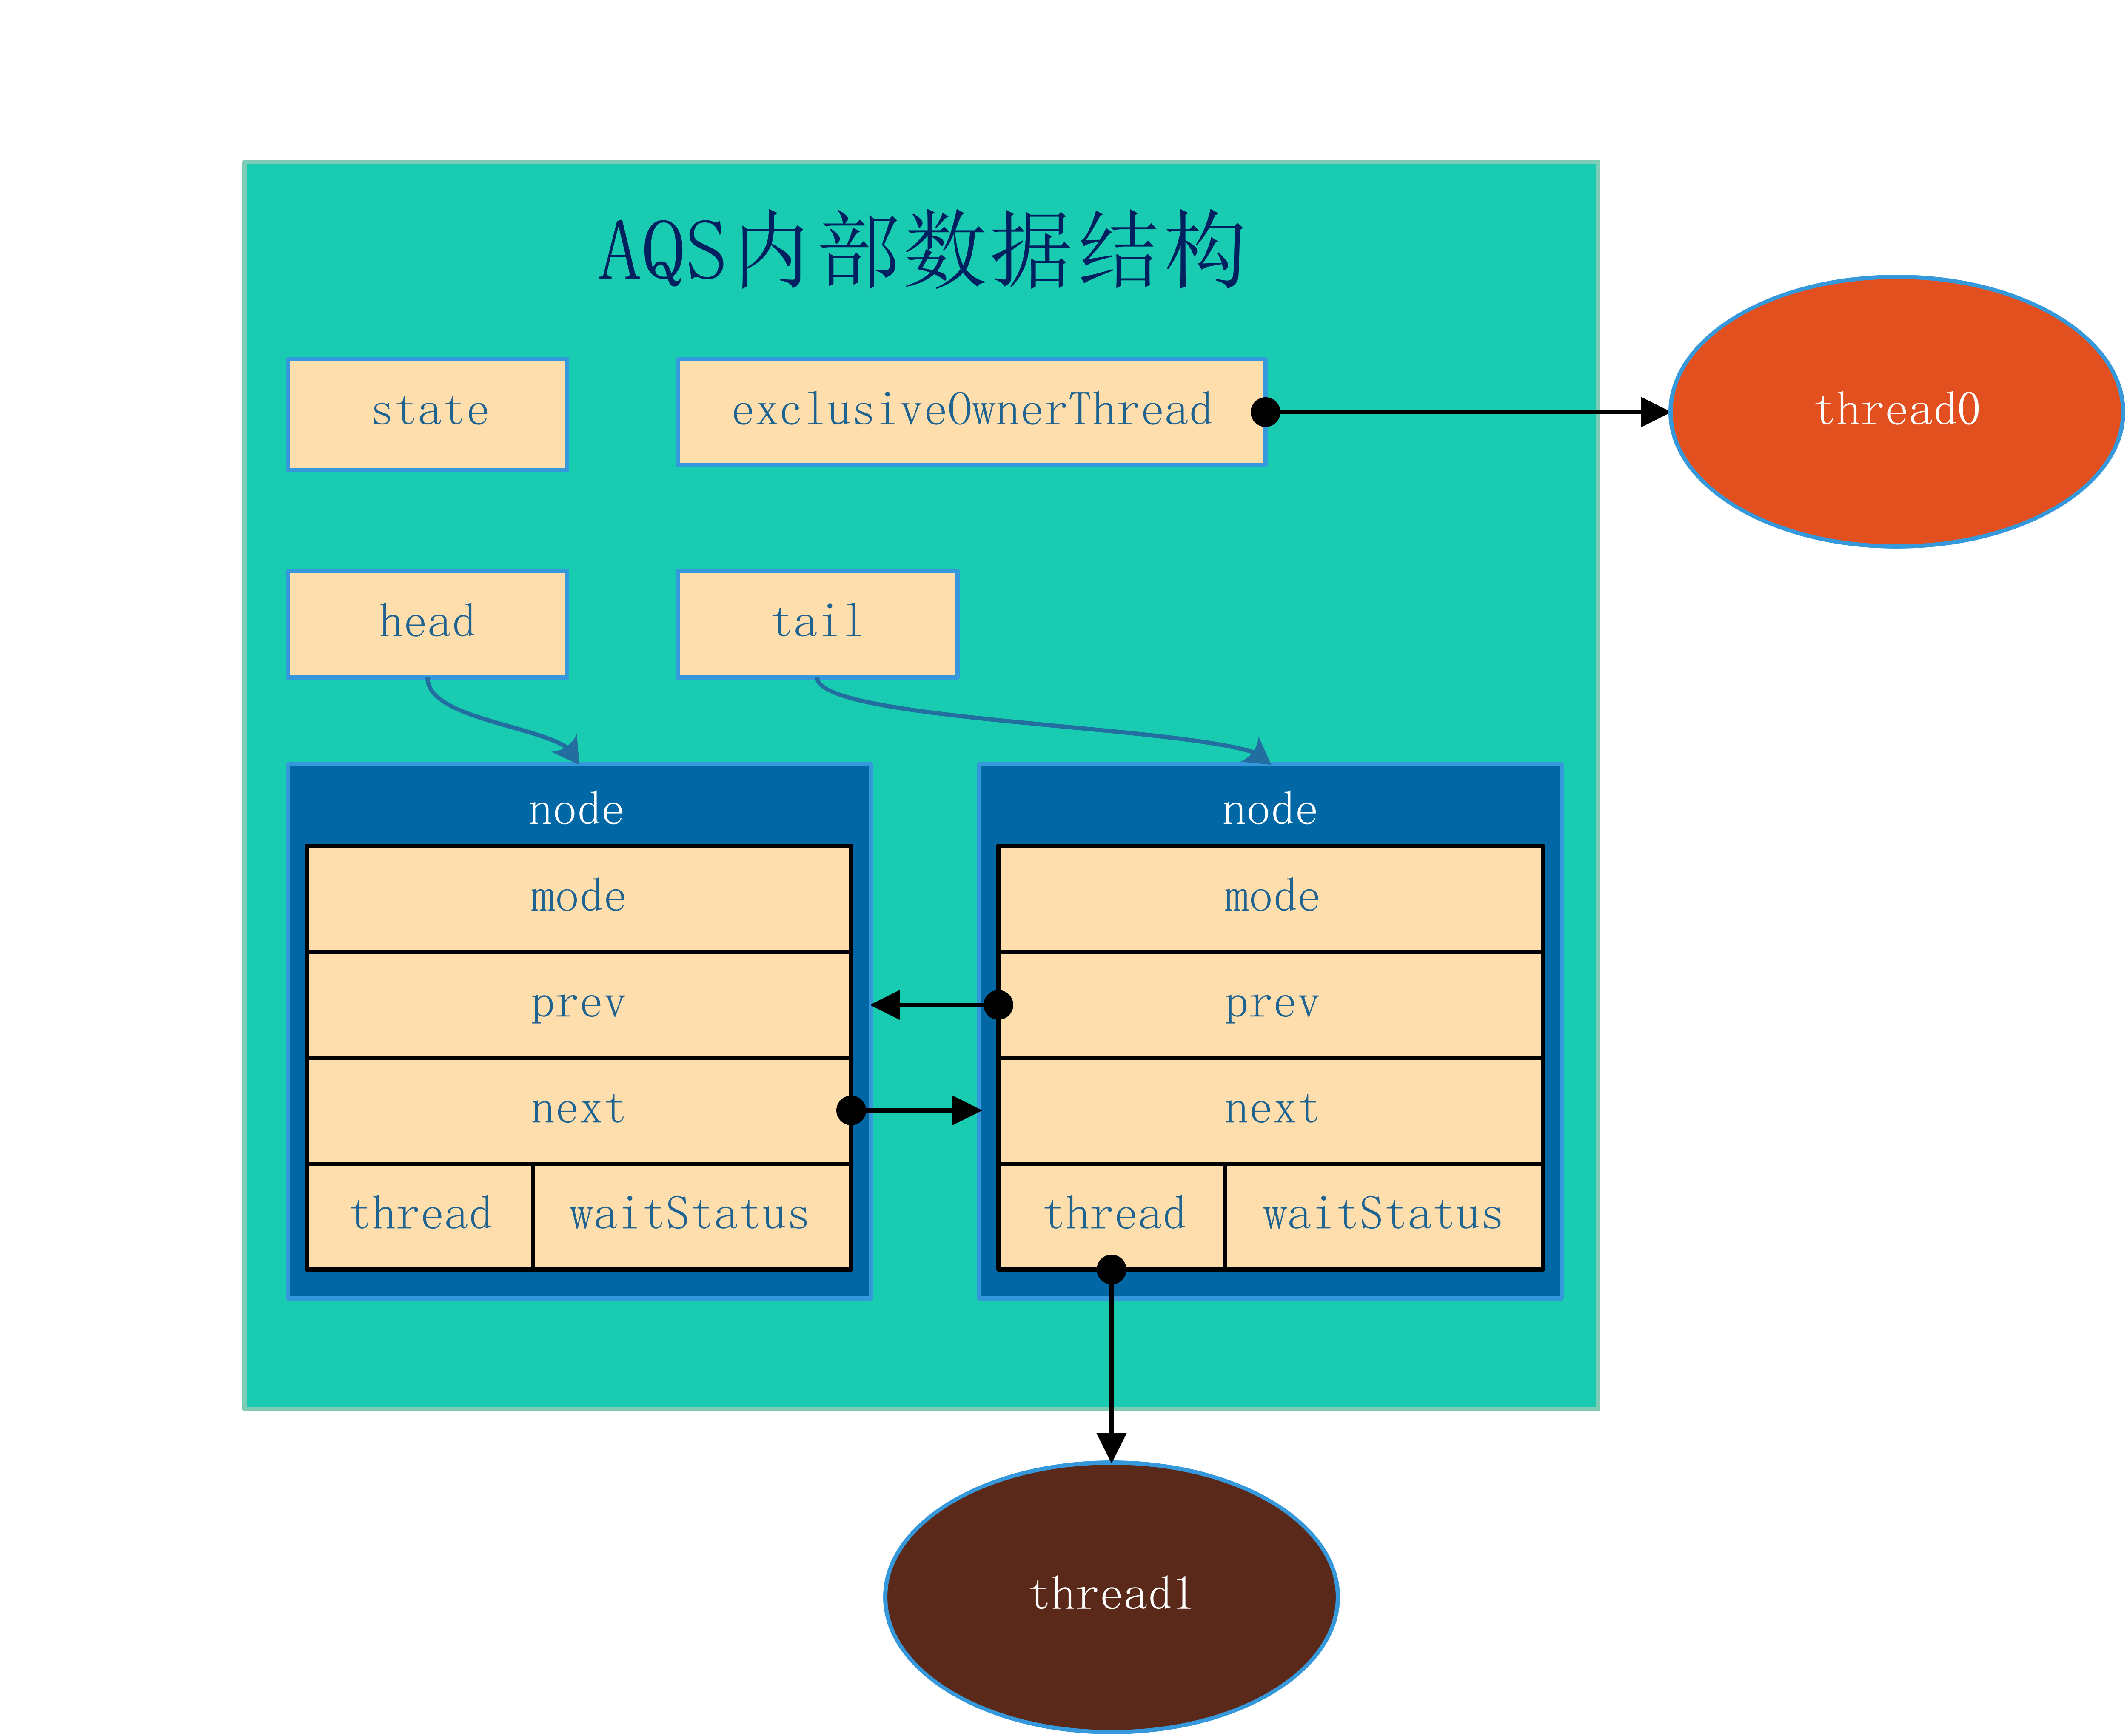 AQS内部数据结构
state
exclusiveOwnerThread
thread0
head
tail
node
mode
prev
next
thread
waitStatus
node
mode
prev
next
thread
waitStatus
thread1